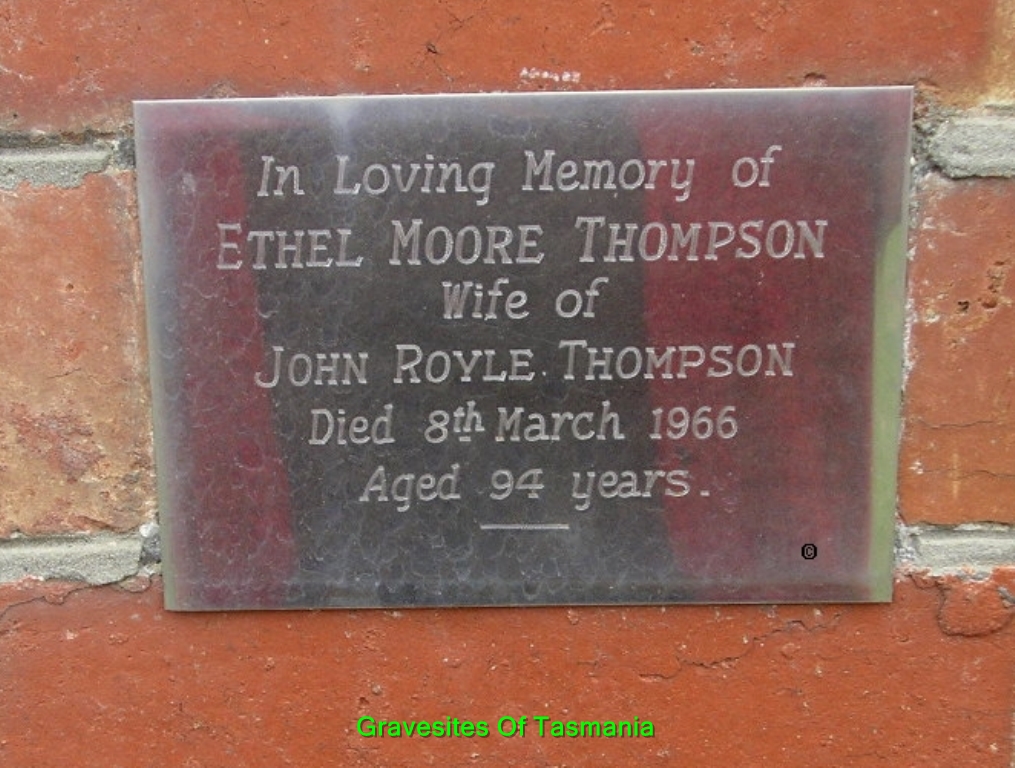 In Loving Memory of
ETHEL MOORE THOMPSON
Wife of
JOHN ROYLE THOMPSON
Died 8th March 1966
Aged 94 years.
©
Gravesites Of Tasmania